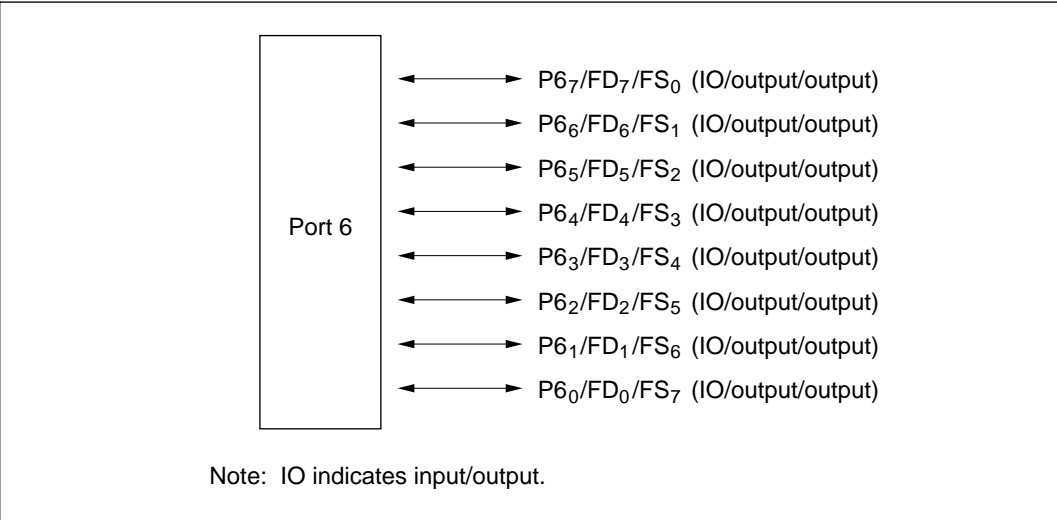 P6₇/FD₇/FS₀ (IO/output/output)
P6₆/FD₆/FS₁ (IO/output/output)
P6₅/FD₅/FS₂ (IO/output/output)
P6₄/FD₄/FS₃ (IO/output/output)
Port 6
P6₃/FD₃/FS₄ (IO/output/output)
P6₂/FD₂/FS₅ (IO/output/output)
P6₁/FD₁/FS₆ (IO/output/output)
P6₀/FD₀/FS₇ (IO/output/output)
Note: IO indicates input/output.